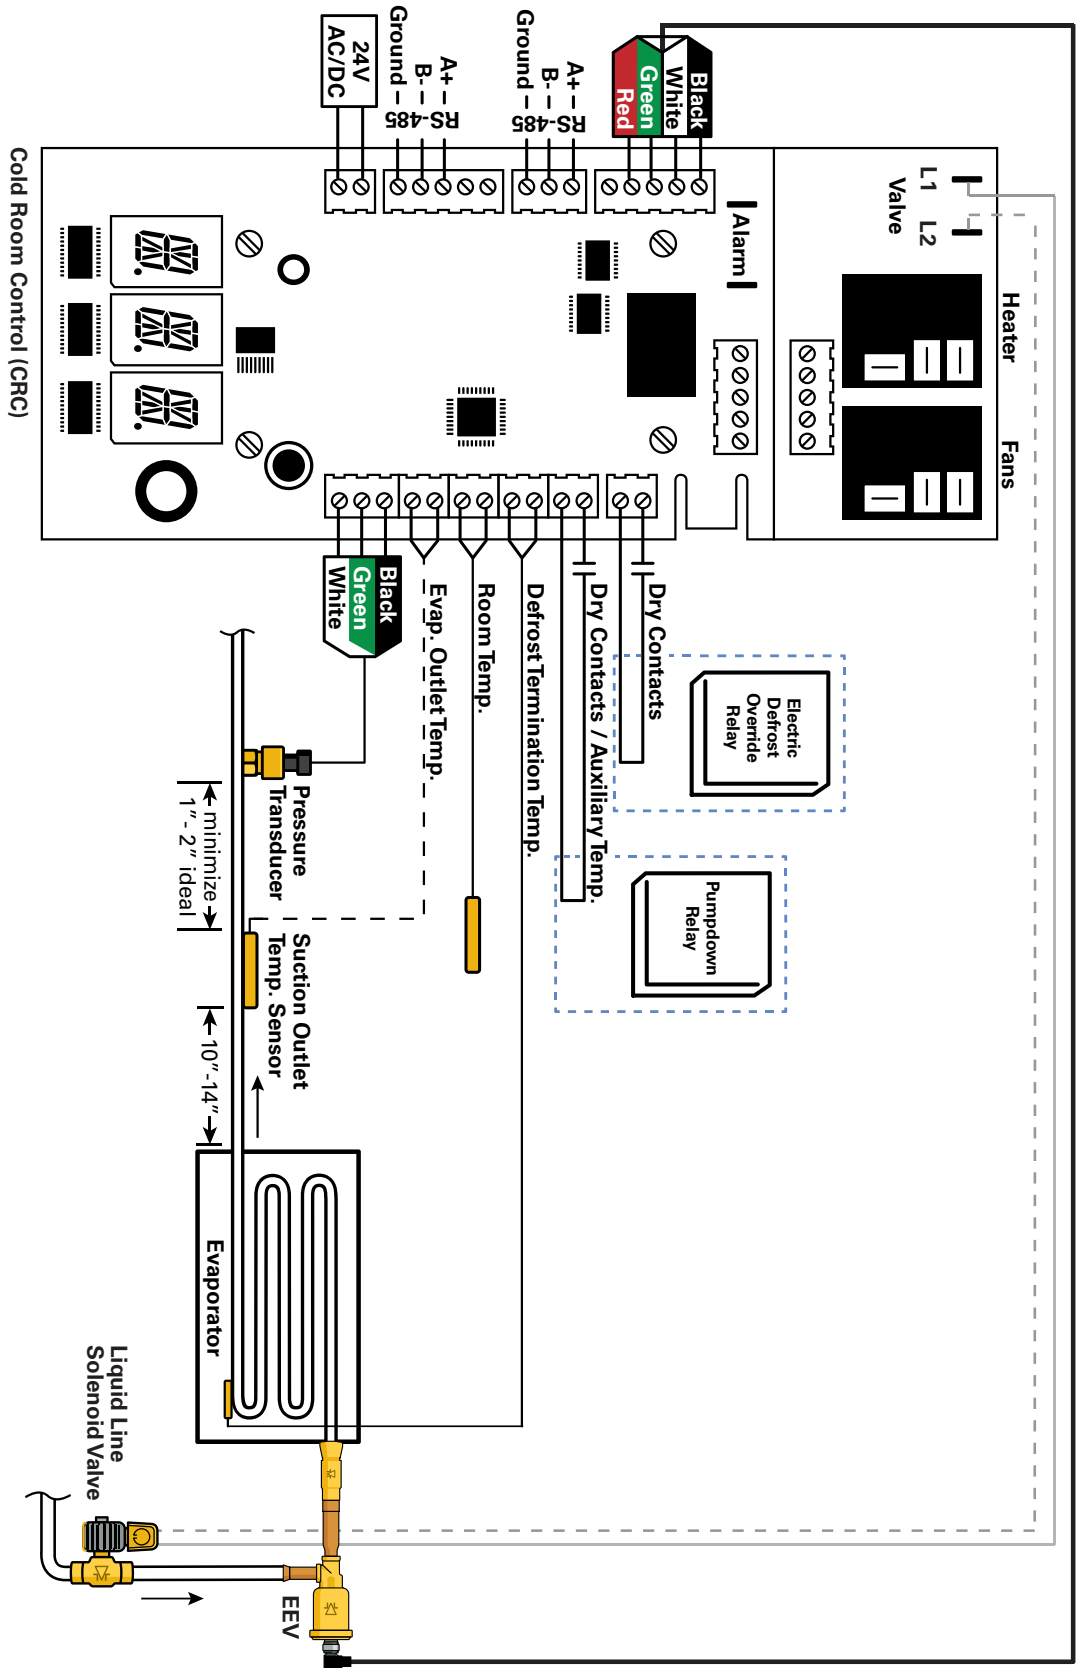 L1
L2
Valve
Heater
Fans
Black
White
Green
Red
Alarm
A+
B-
Ground
RS-485
A+
B-
Ground
RS-485
24V
AC/DC
Cold Room Control (CRC)
Dry Contacts
Dry Contacts / Auxiliary Temp.
Defrost Termination Temp.
Room Temp.
Evap. Outlet Temp.
Black
Green
White
Electric
Defrost
Override
Relay
Pumpdown
Relay
Pressure
Transducer
minimize
1"- 2" ideal
Suction Outlet
Temp. Sensor
10"-14"
Evaporator
Liquid Line
Solenoid Valve
EEV